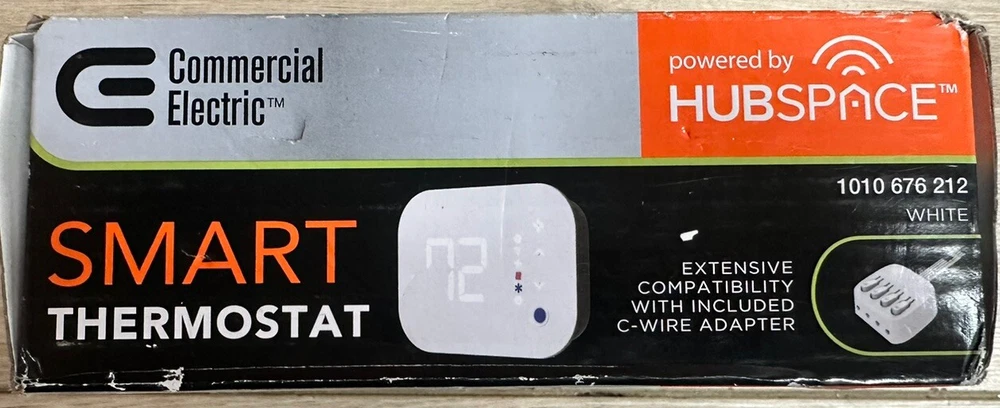 Commercial
Electric™
powered by
HUBSPACE™
1010 676 212
WHITE
SMART
THERMOSTAT
72
EXTENSIVE
COMPATIBILITY
WITH INCLUDED
C-WIRE ADAPTER